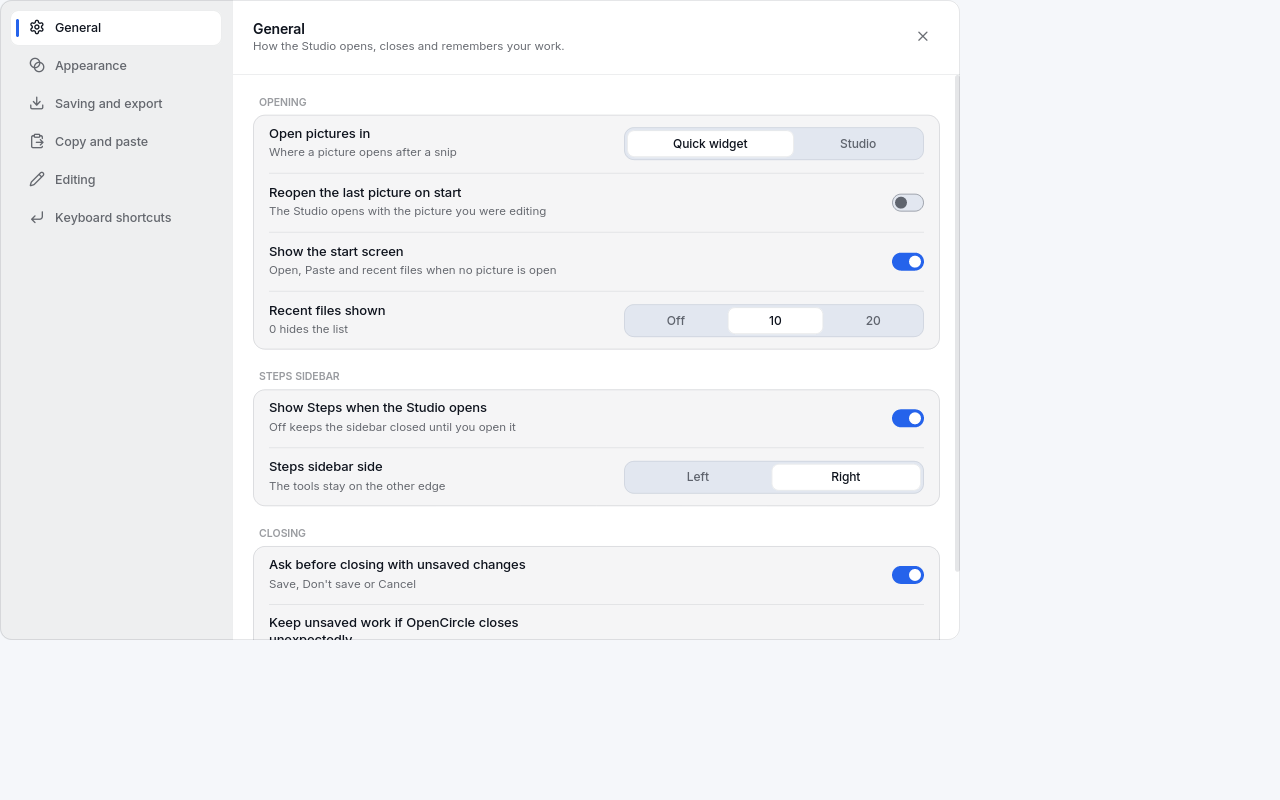 General
Appearance
Saving and export
Copy and paste
Editing
Keyboard shortcuts
General
How the Studio opens, closes and remembers your work.
OPENING
Open pictures in
Where a picture opens after a snip
Quick widget
Studio
Reopen the last picture on start
The Studio opens with the picture you were editing
Show the start screen
Open, Paste and recent files when no picture is open
Recent files shown
0 hides the list
Off
10
20
STEPS SIDEBAR
Show Steps when the Studio opens
Off keeps the sidebar closed until you open it
Steps sidebar side
The tools stay on the other edge
Left
Right
CLOSING
Ask before closing with unsaved changes
Save, Don't save or Cancel
Keep unsaved work if OpenCircle closes
unexpectedly